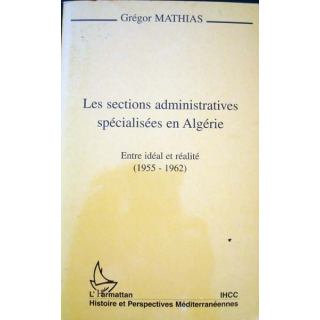 Grégor MATHIAS
Les sections administratives
spécialisées en Algérie
Entre idéal et réalité
(1955 - 1962)
L'Harmattan
IHCC
Histoire et Perspectives Méditerranéennes